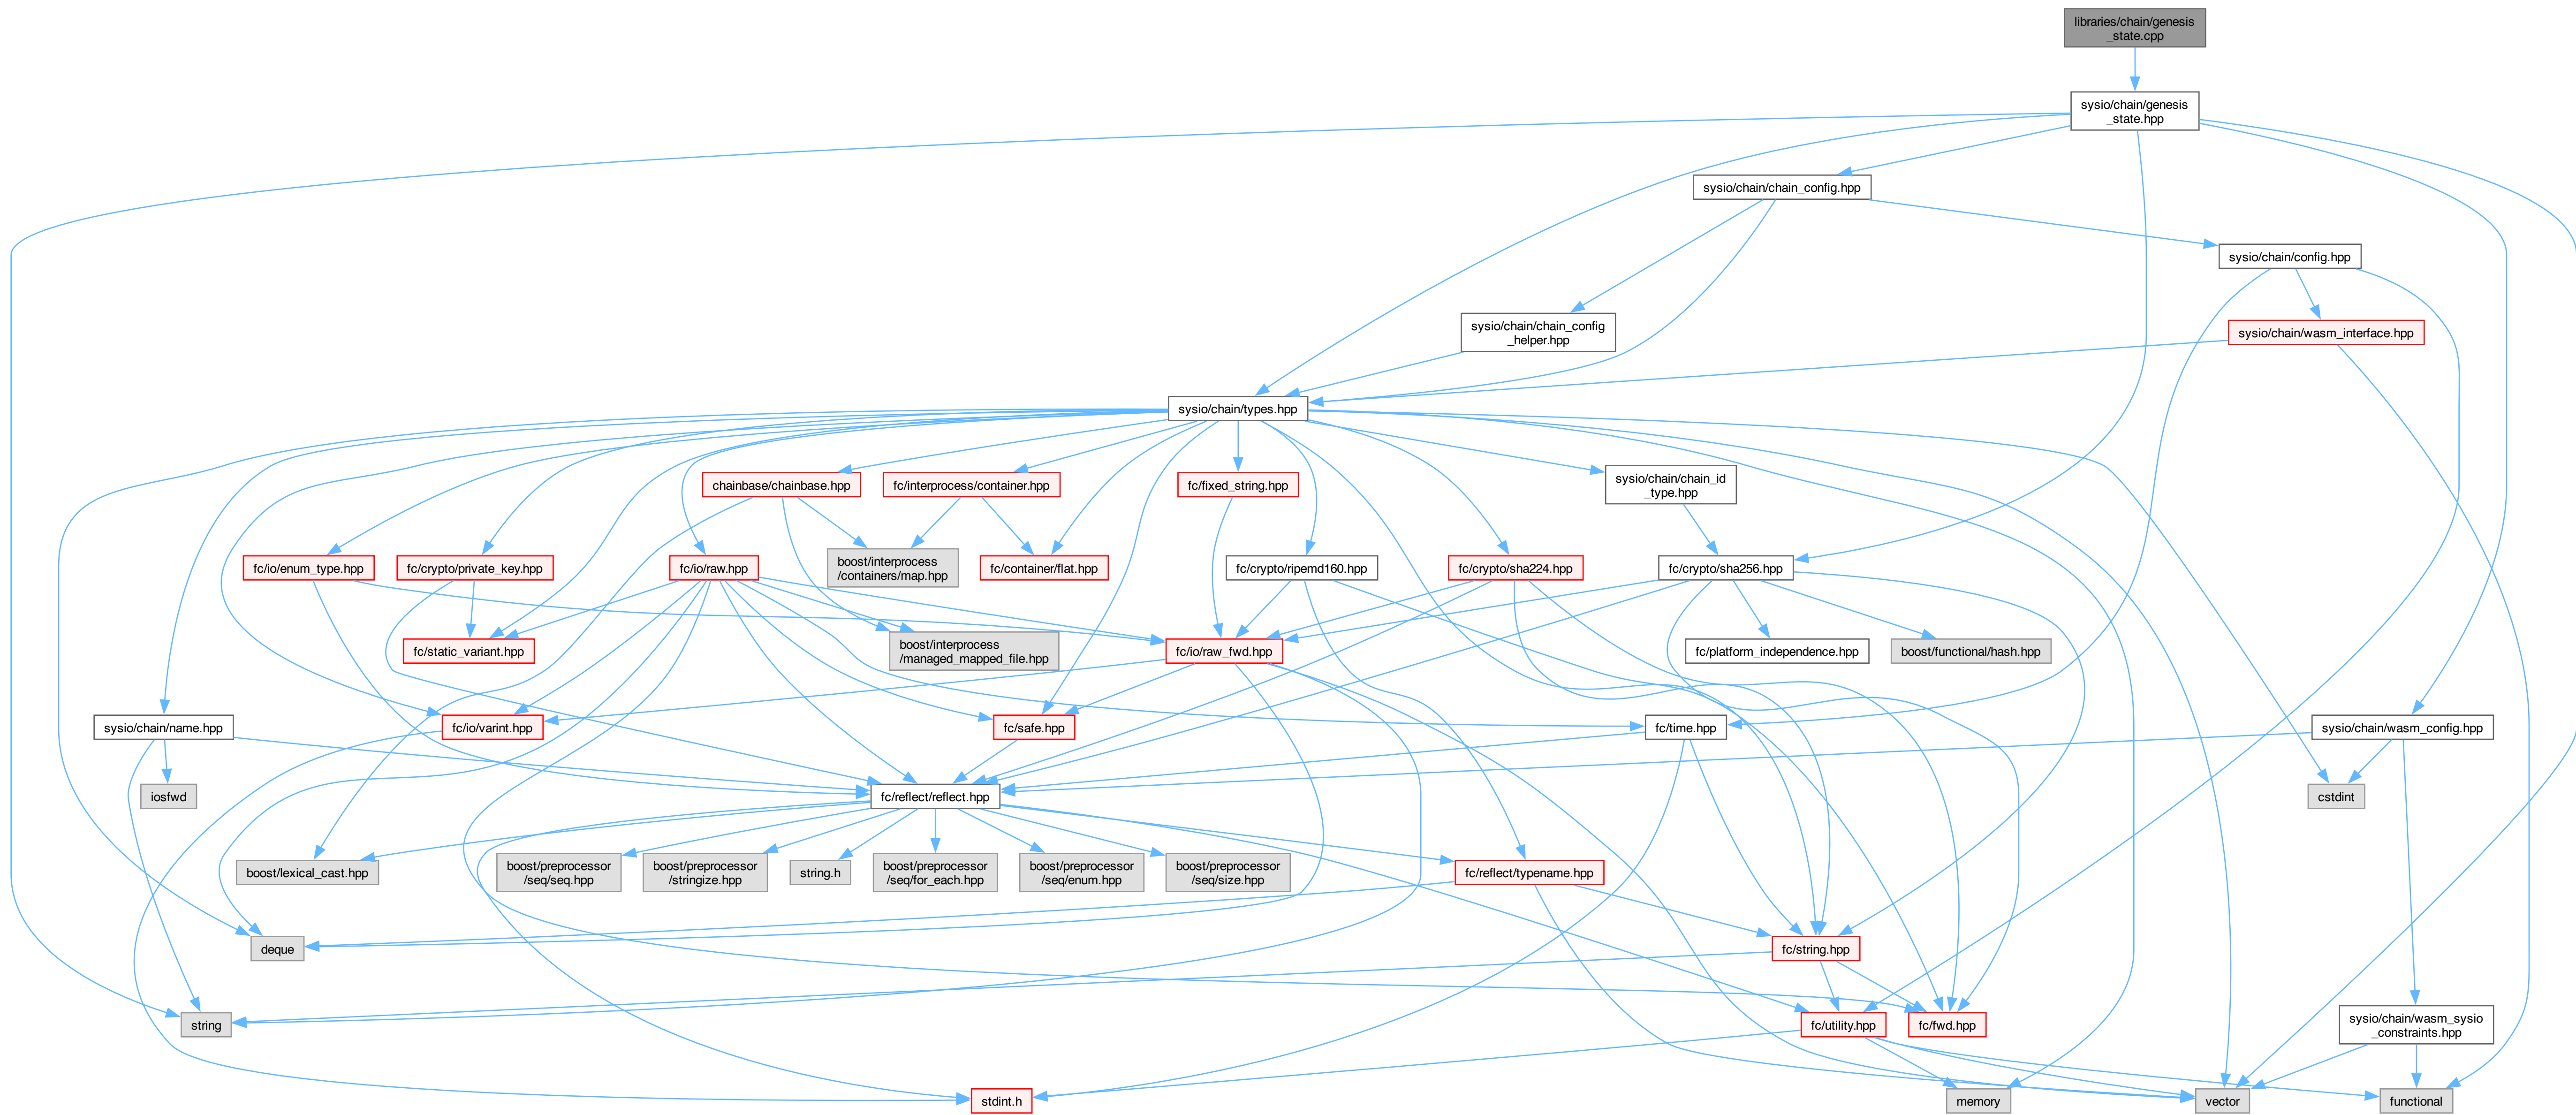 libraries/chain/genesis
_state.cpp
sysio/chain/genesis
_state.hpp
sysio/chain/chain_config.hpp
sysio/chain/config.hpp
sysio/chain/chain_config
_helper.hpp
sysio/chain/wasm_interface.hpp
sysio/chain/types.hpp
chainbase/chainbase.hpp
fc/interprocess/container.hpp
fc/fixed_string.hpp
sysio/chain/chain_id
_type.hpp
fc/io/enum_type.hpp
fc/crypto/private_key.hpp
fc/io/raw.hpp
boost/interprocess
/containers/map.hpp
fc/container/flat.hpp
fc/crypto/ripemd160.hpp
fc/crypto/sha224.hpp
fc/crypto/sha256.hpp
fc/static_variant.hpp
boost/interprocess
/managed_mapped_file.hpp
fc/io/raw_fwd.hpp
fc/platform_independence.hpp
boost/functional/hash.hpp
sysio/chain/name.hpp
fc/io/varint.hpp
fc/safe.hpp
fc/time.hpp
sysio/chain/wasm_config.hpp
iosfwd
fc/reflect/reflect.hpp
cstdint
boost/lexical_cast.hpp
boost/preprocessor
/seq/seq.hpp
boost/preprocessor
/stringize.hpp
string.h
boost/preprocessor
/seq/for_each.hpp
boost/preprocessor
/seq/enum.hpp
boost/preprocessor
/seq/size.hpp
fc/reflect/typename.hpp
deque
fc/string.hpp
string
fc/utility.hpp
fc/fwd.hpp
sysio/chain/wasm_sysio
_constraints.hpp
stdint.h
memory
vector
functional